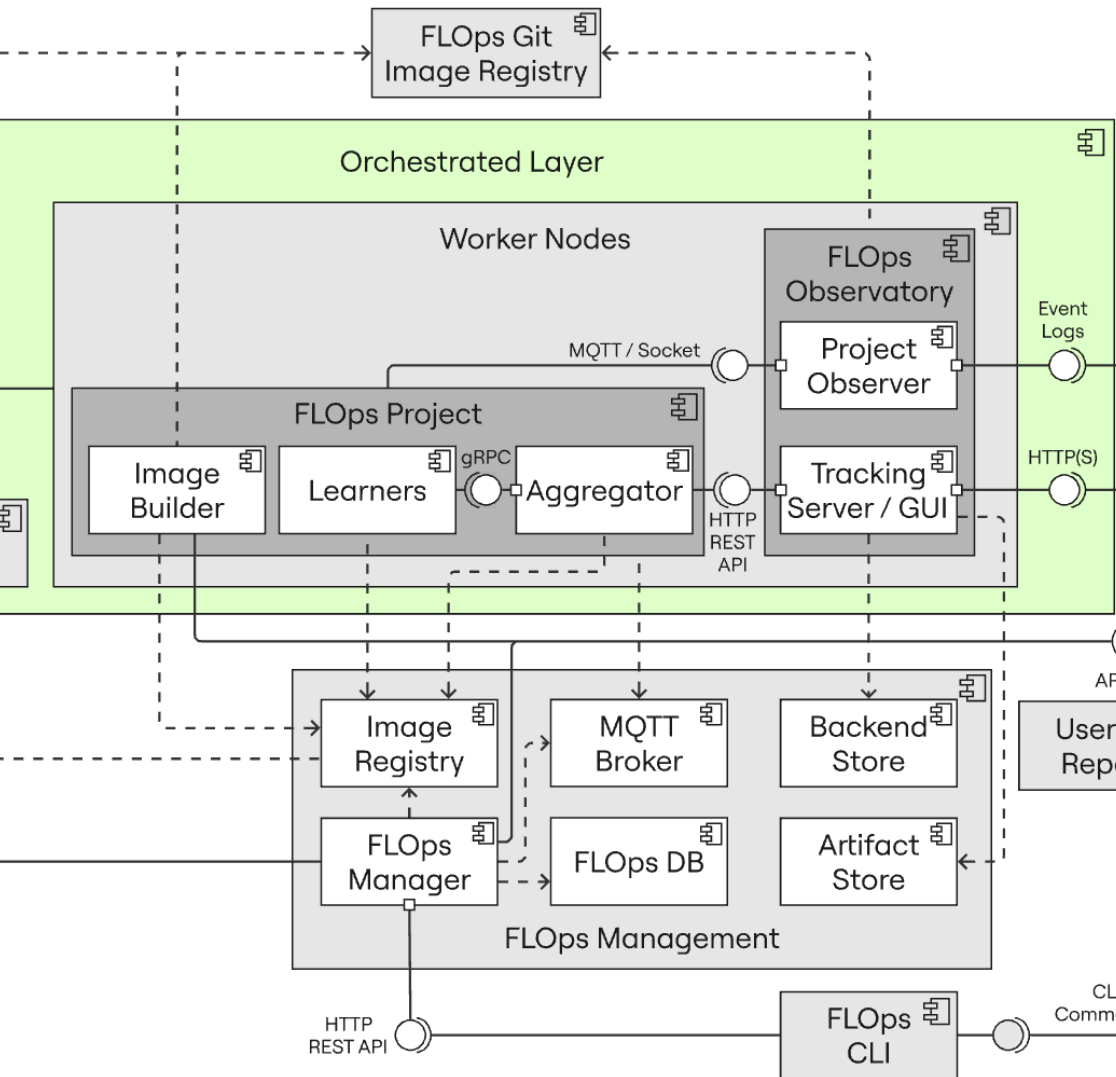 FLOps Git
Image Registry
Orchestrated Layer
Worker Nodes
FLOps
Observatory
Event
Logs
MQTT / Socket
Project
Observer
FLOps Project
gRPC
HTTP(S)
Image
Builder
Learners
Aggregator
Tracking
Server / GUI
HTTP
REST
API
Image
Registry
MQTT
Broker
Backend
Store
User
FLOps
Manager
FLOps DB
Artifact
Store
FLOps Management
HTTP
REST API
FLOps
CLI